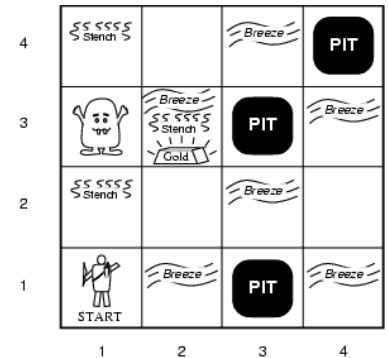 4
Stench
Breeze
PIT
3
Breeze
Stench
Gold
PIT
Breeze
2
Stench
Breeze
1
START
Breeze
PIT
Breeze
1 2 3 4